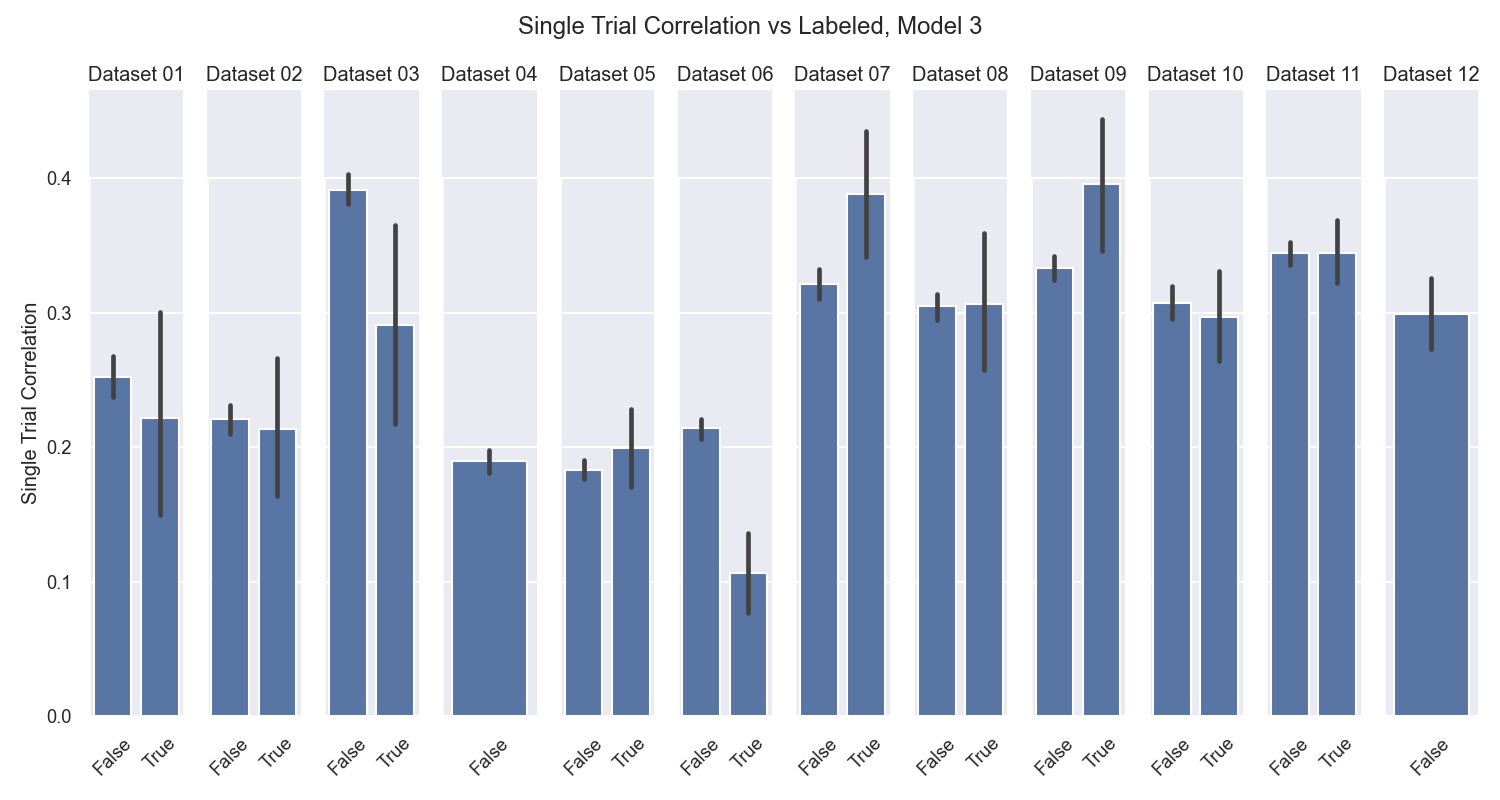 Single Trial Correlation vs Labeled, Model 3
Dataset 01 Dataset 02 Dataset 03 Dataset 04 Dataset 05 Dataset 06 Dataset 07 Dataset 08 Dataset 09 Dataset 10 Dataset 11 Dataset 12
Single Trial Correlation
0.4
0.3
0.2
0.1
0.0
False True False True False True False False True False True False True False True False True False True False True False